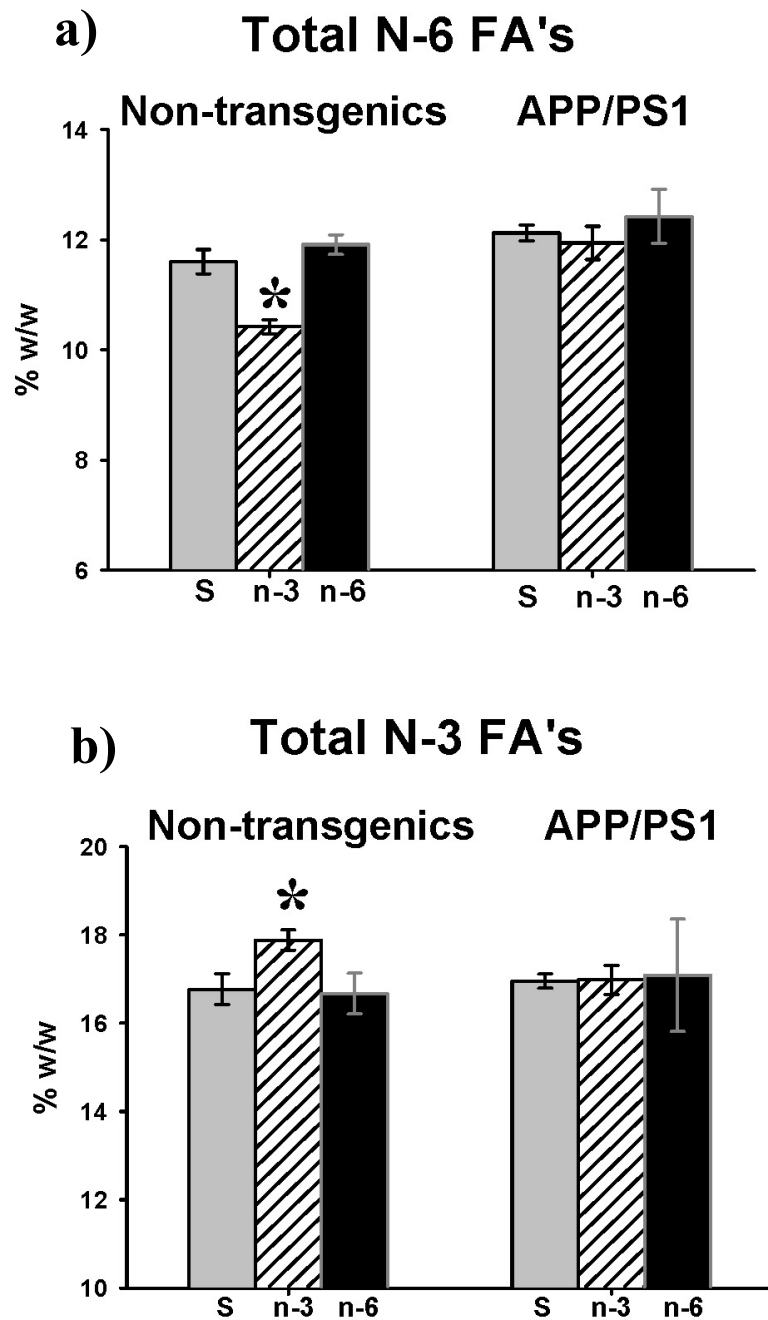 a) Total N-6 FA's
Non-transgenics APP/PS1
14
12
10
8
6
% w/w
*
S n-3 n-6 S n-3 n-6
b) Total N-3 FA's
Non-transgenics APP/PS1
20
18
16
14
12
10
% w/w
*
S n-3 n-6 S n-3 n-6